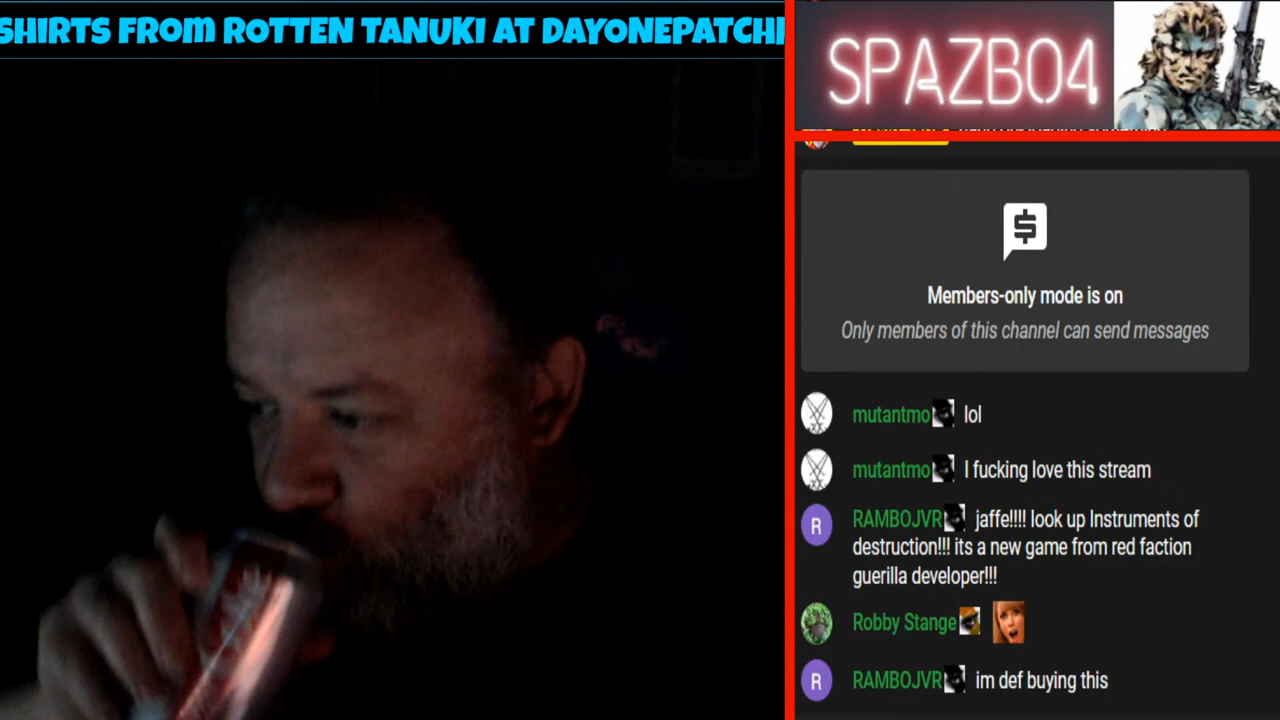 SHIRTS FROM ROTTEN TANUKI AT DAYONEPATCH
SPAZB04
Members-only mode is on
Only members of this channel can send messages
mutantmo lol
mutantmo I fucking love this stream
RAMBOJVR jaffe!!!! look up Instruments of
destruction!!! its a new game from red faction
guerilla developer!!!
R
Robby Stange
RAMBOJVR im def buying this
R